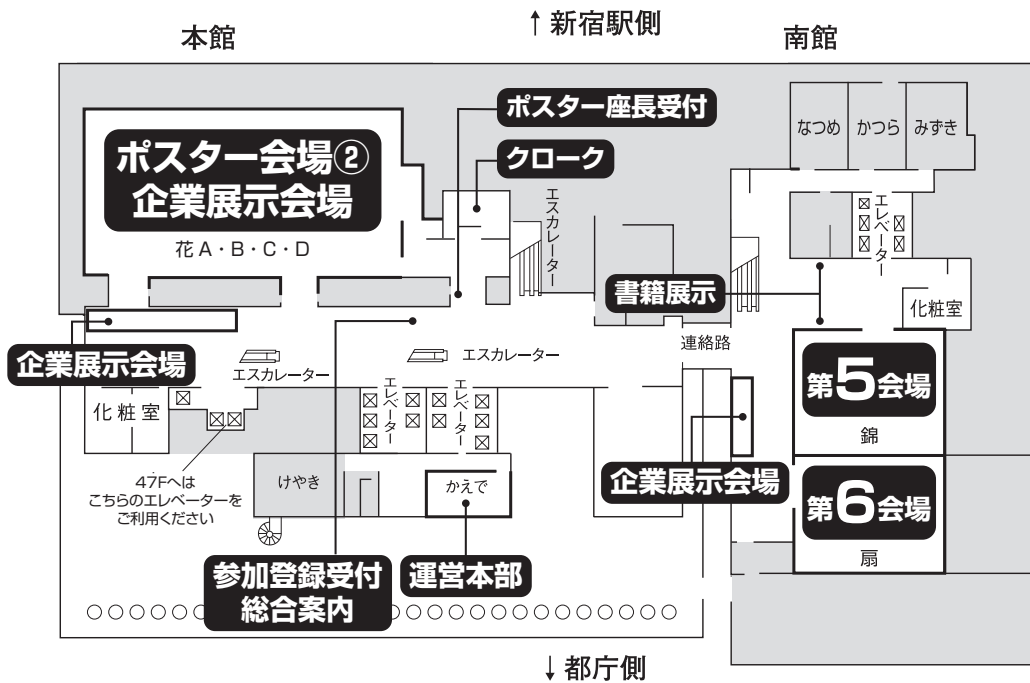 ↑ 新宿駅側
本館
南館
ポスター座長受付
クローク
ポスター会場②
企業展示会場
花A・B・C・D
エスカレーター
なつめ
かつら
みずき
エレベーター
書籍展示
化粧室
連絡路
企業展示会場
エスカレーター
エスカレーター
化粧室
エレベーター
エレベーター
第5会場
錦
47Fへは
こちらのエレベーターを
ご利用ください
けやき
かえで
企業展示会場
第6会場
扇
参加登録受付
総合案内
運営本部
↓ 都庁側